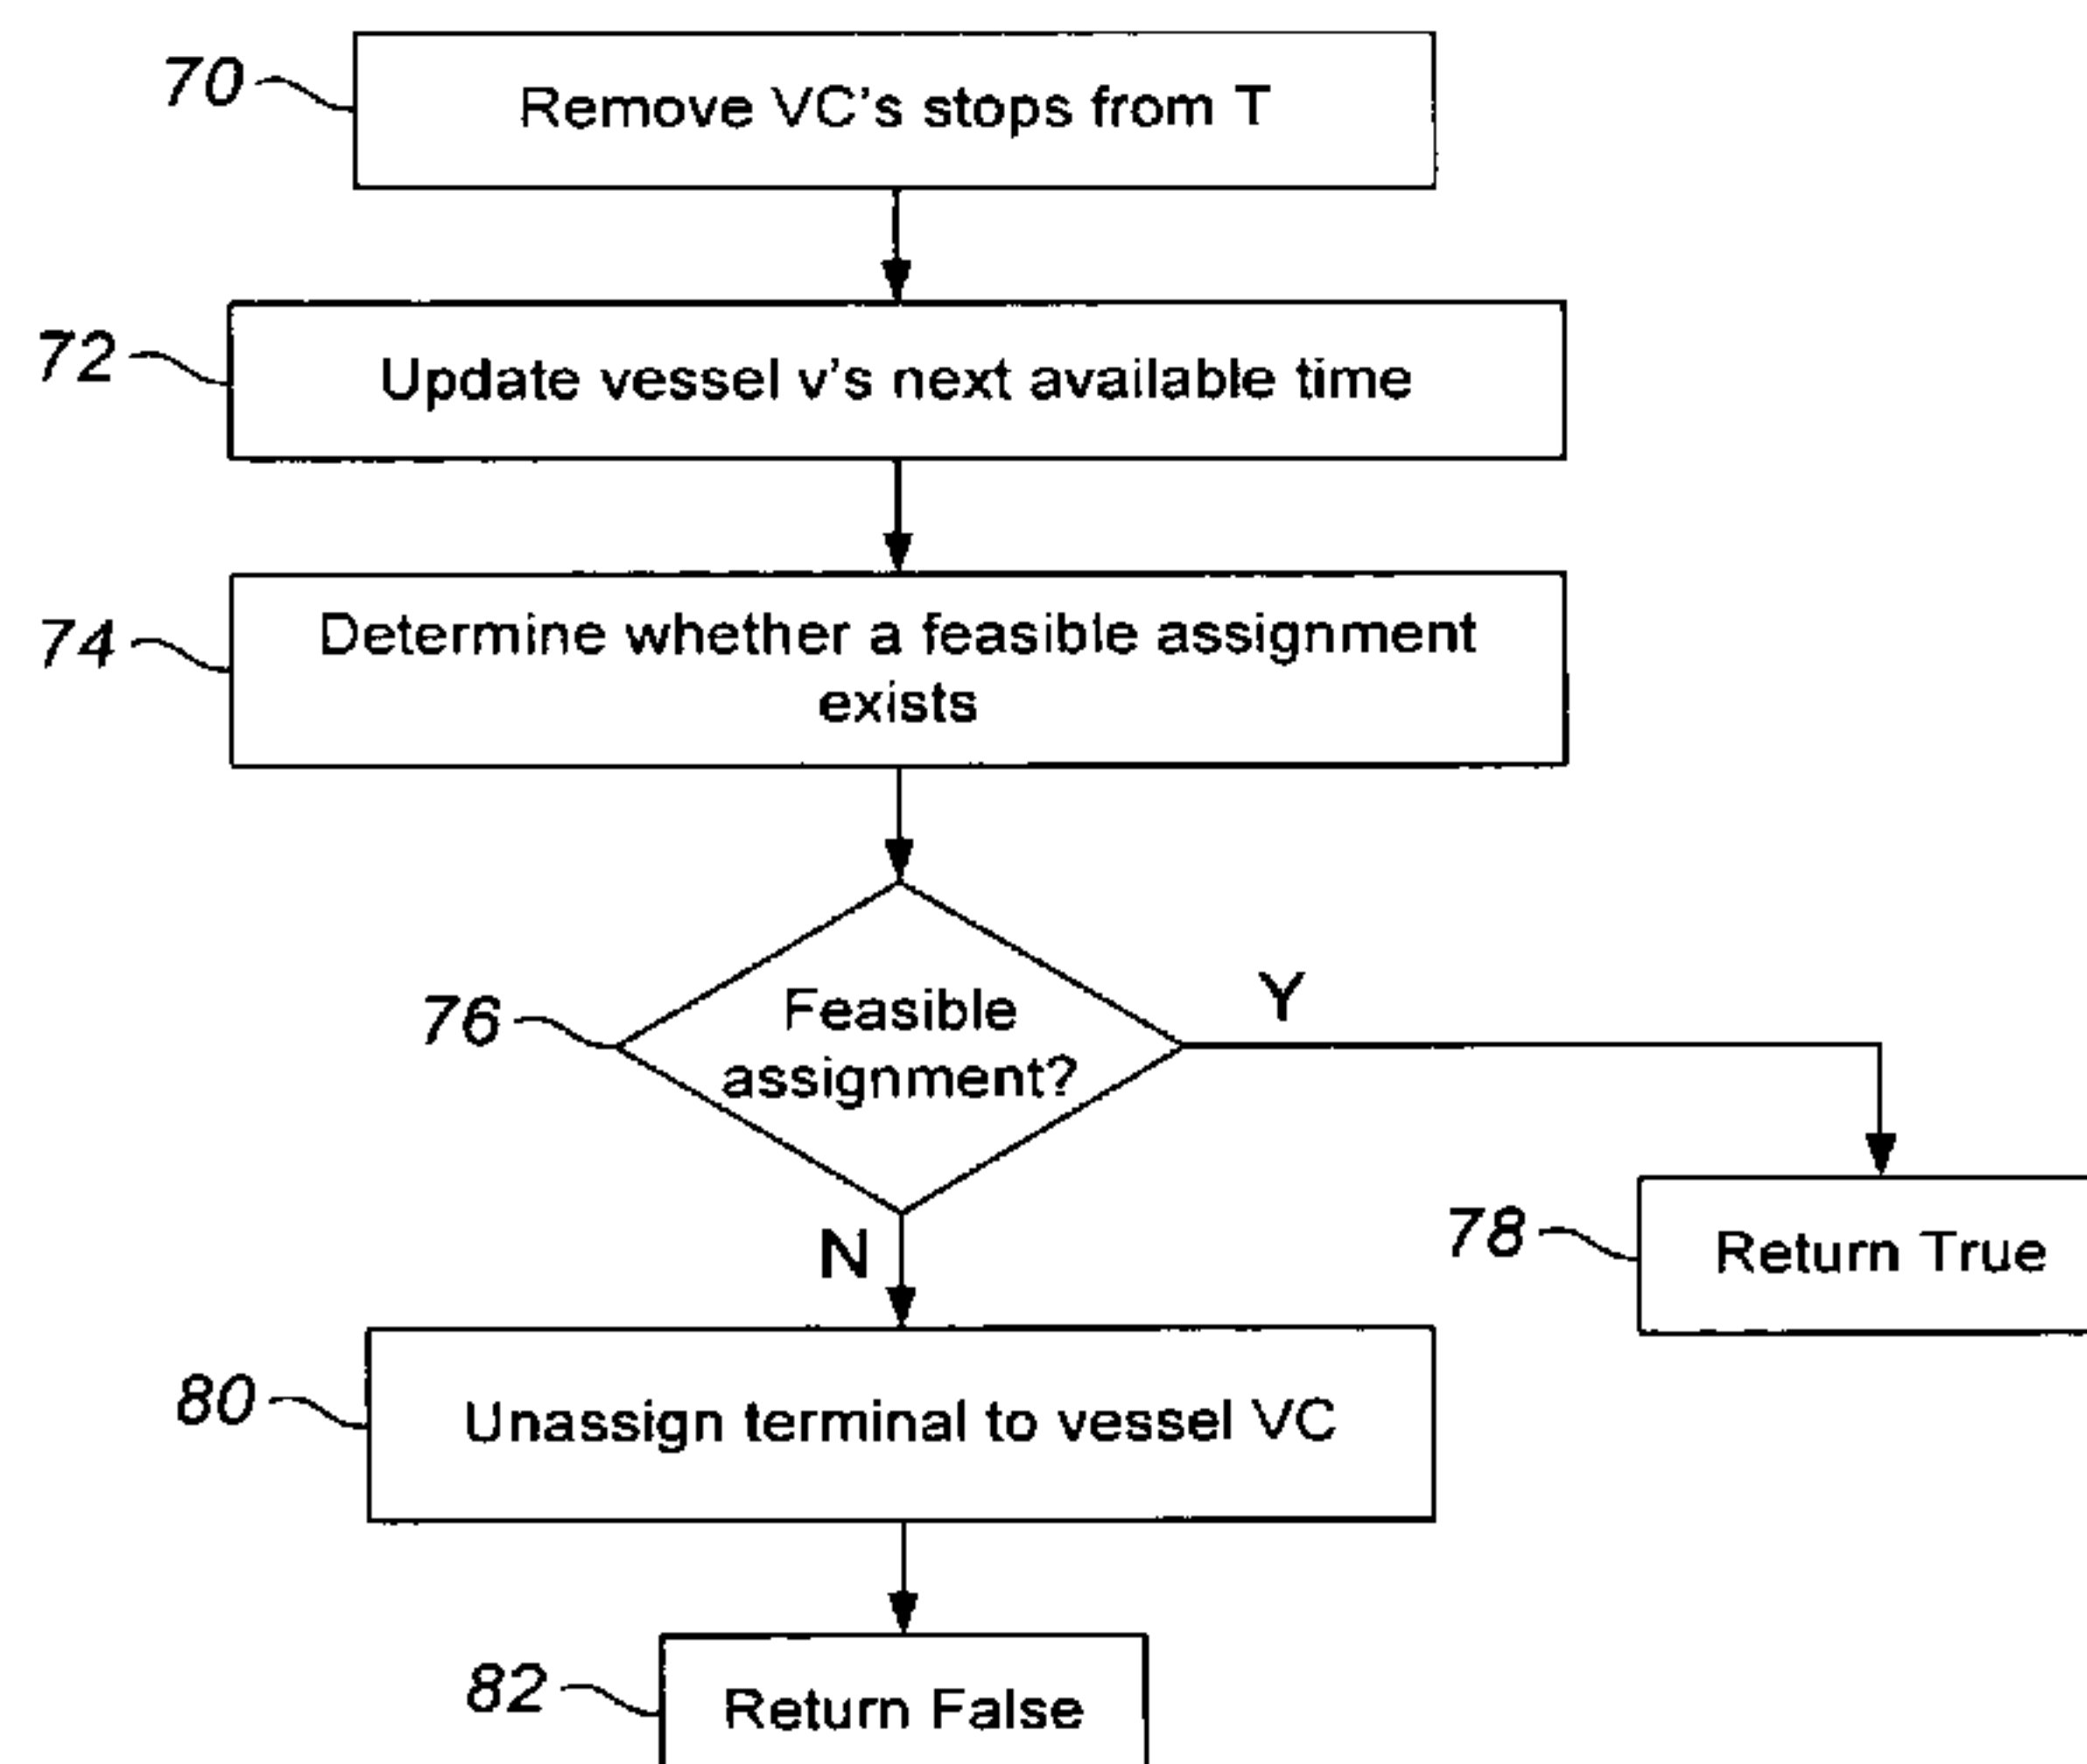 70
Remove VC's stops from T
72
Update vessel v's next available time
74
Determine whether a feasible assignment
exists
76
Feasible
assignment?
Y
N
78
Return True
80
Unassign terminal to vessel VC
82
Return False